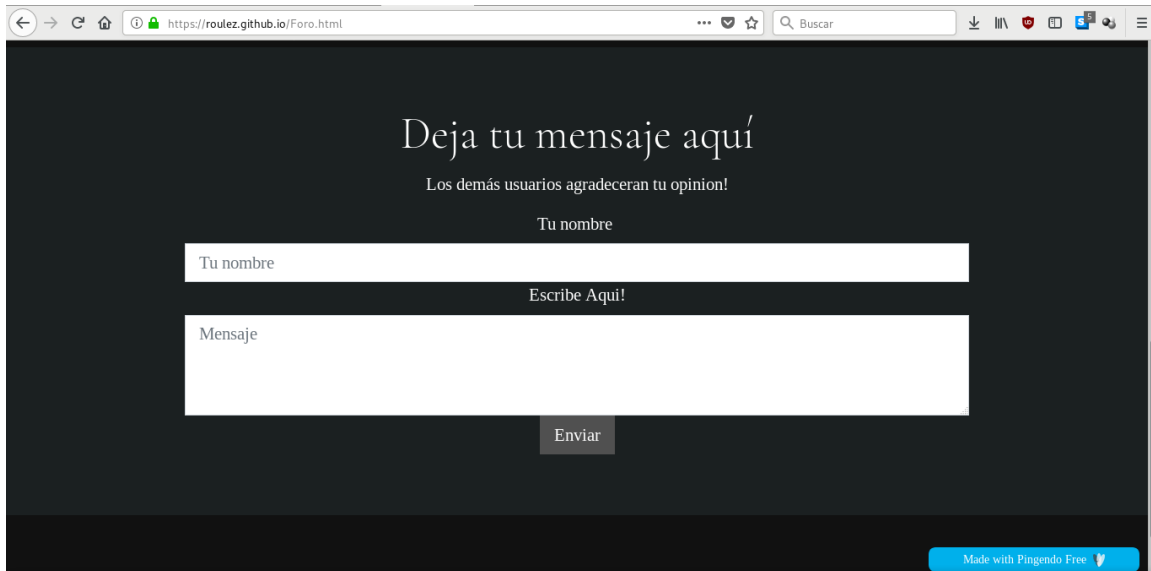 https://roulez.github.io/Foro.html
Buscar
5
Deja tu mensaje aquí
Los demás usuarios agradeceran tu opinion!
Tu nombre
Tu nombre
Escribe Aqui!
Mensaje
Enviar
Made with Pingendo Free